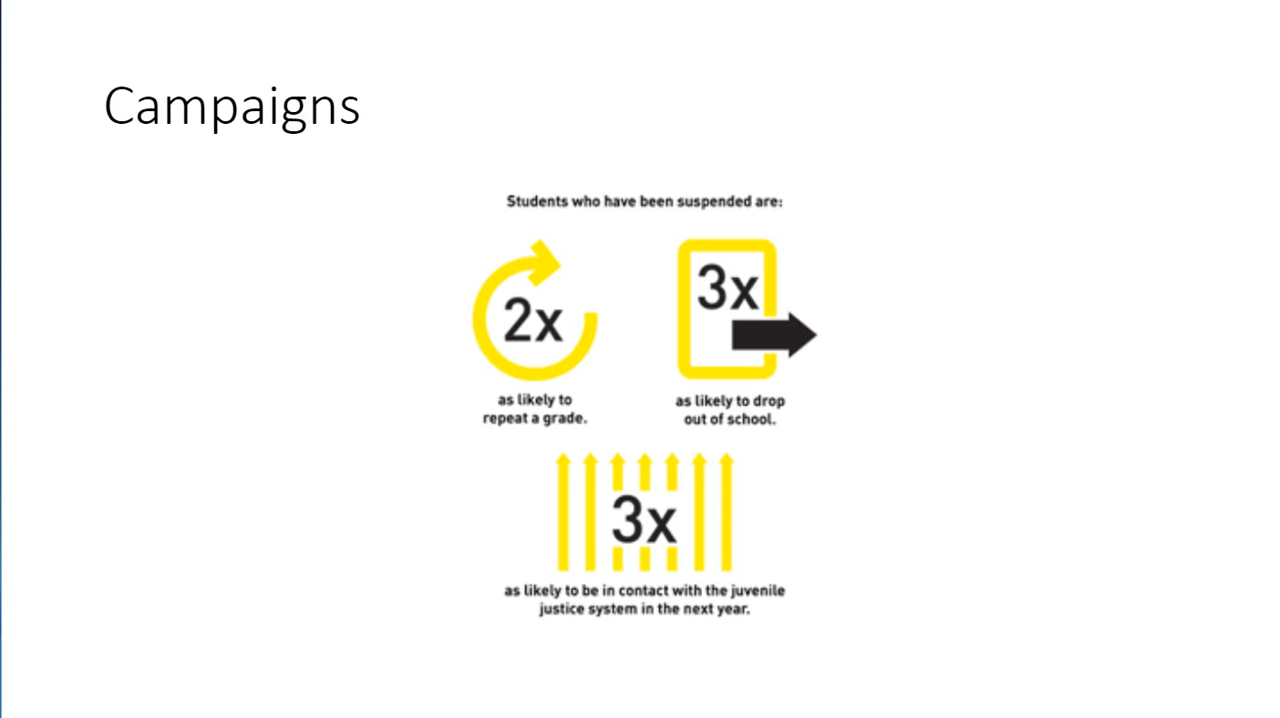 Campaigns
Students who have been suspended are:
2x
as likely to
repeat a grade.
3x
as likely to drop
out of school.
3x
as likely to be in contact with the juvenile
justice system in the next year.